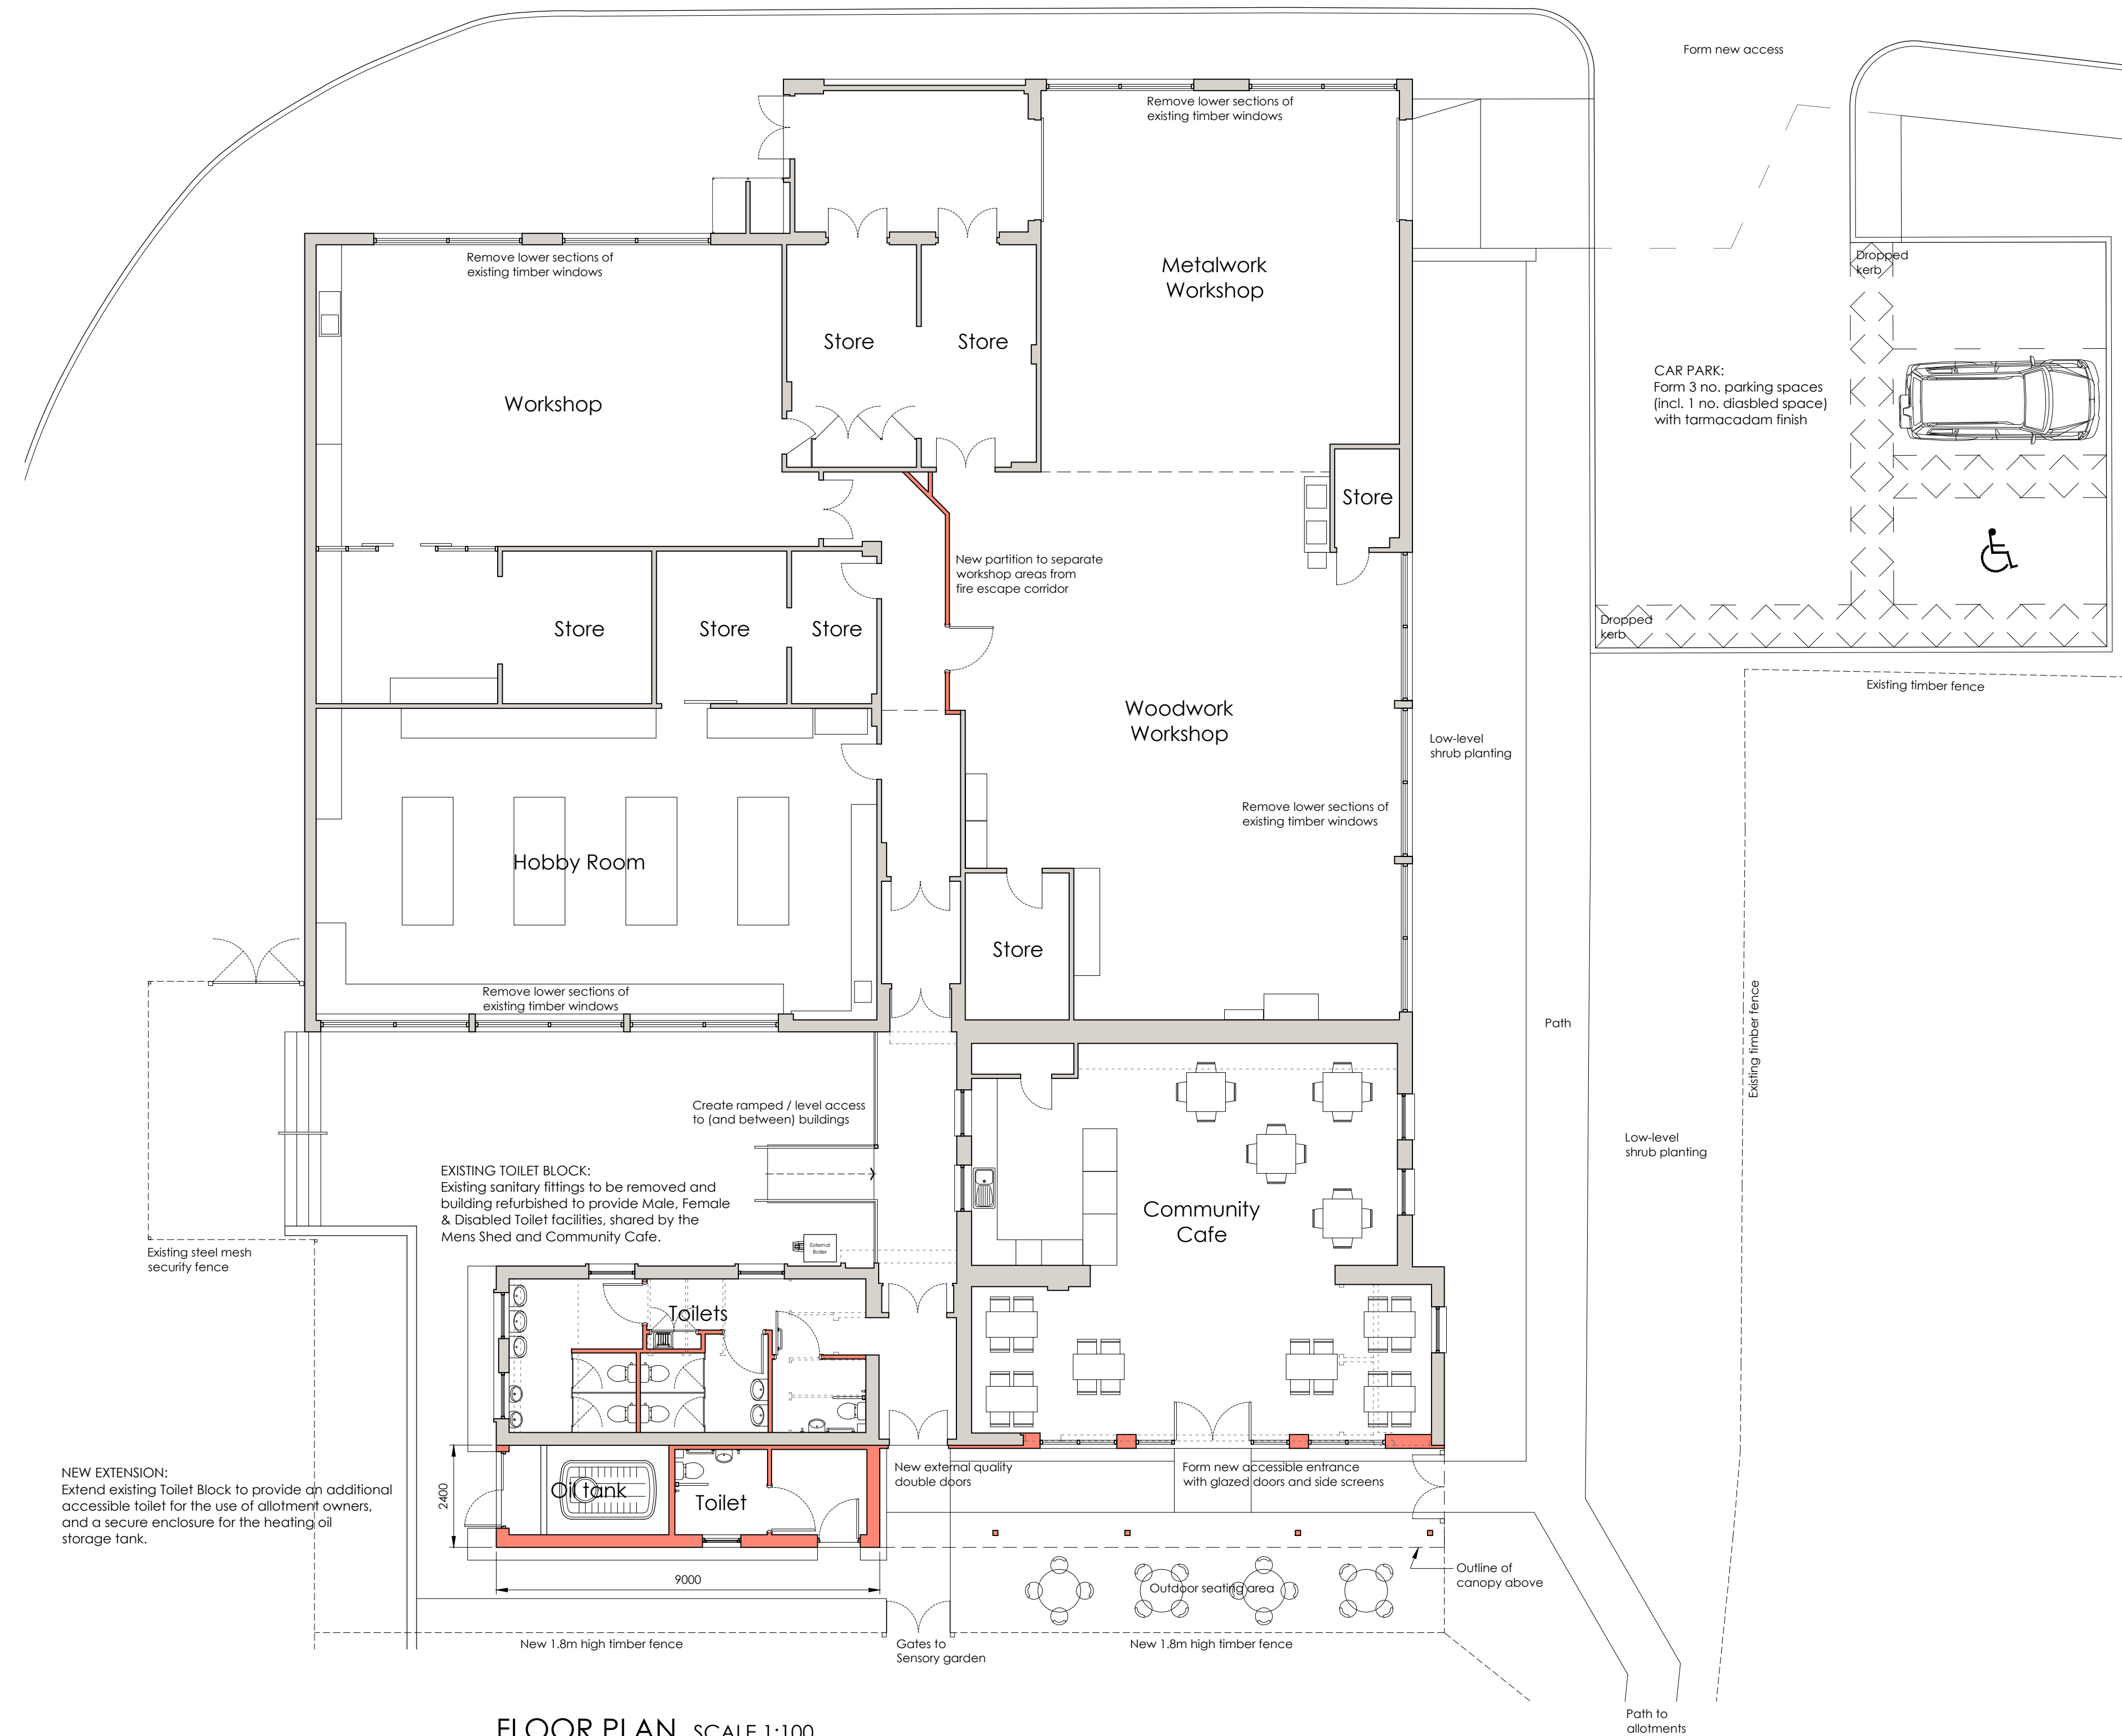 Form new access
Remove lower sections of
existing timber windows
Remove lower sections of
existing timber windows
Metalwork
Workshop
Dropped
kerb
Store
Store
Workshop
CAR PARK:
Form 3 no. parking spaces
(incl. 1 no. diasbled space)
with tarmacadam finish
Store
New partition to separate
workshop areas from
fire escape corridor
Store
Store
Store
Dropped
kerb
Existing timber fence
Woodwork
Workshop
Low-level
shrub planting
Remove lower sections of
existing timber windows
Hobby Room
Store
Remove lower sections of
existing timber windows
Path
Existing timber fence
Create ramped / level access
to (and between) buildings
Low-level
shrub planting
EXISTING TOILET BLOCK:
Existing sanitary fittings to be removed and
building refurbished to provide Male, Female
& Disabled Toilet facilities, shared by the
Mens Shed and Community Cafe.
Community
Cafe
External
Boiler
Existing steel mesh
security fence
Toilets
NEW EXTENSION:
Extend existing Toilet Block to provide an additional
accessible toilet for the use of allotment owners,
and a secure enclosure for the heating oil
storage tank.
2400
Oil tank
Toilet
New external quality
double doors
Form new accessible entrance
with glazed doors and side screens
9000
Outdoor seating area
Outline of
canopy above
New 1.8m high timber fence
Gates to
Sensory garden
New 1.8m high timber fence
Path to
allotments
FLOOR PLAN SCALE 1:100